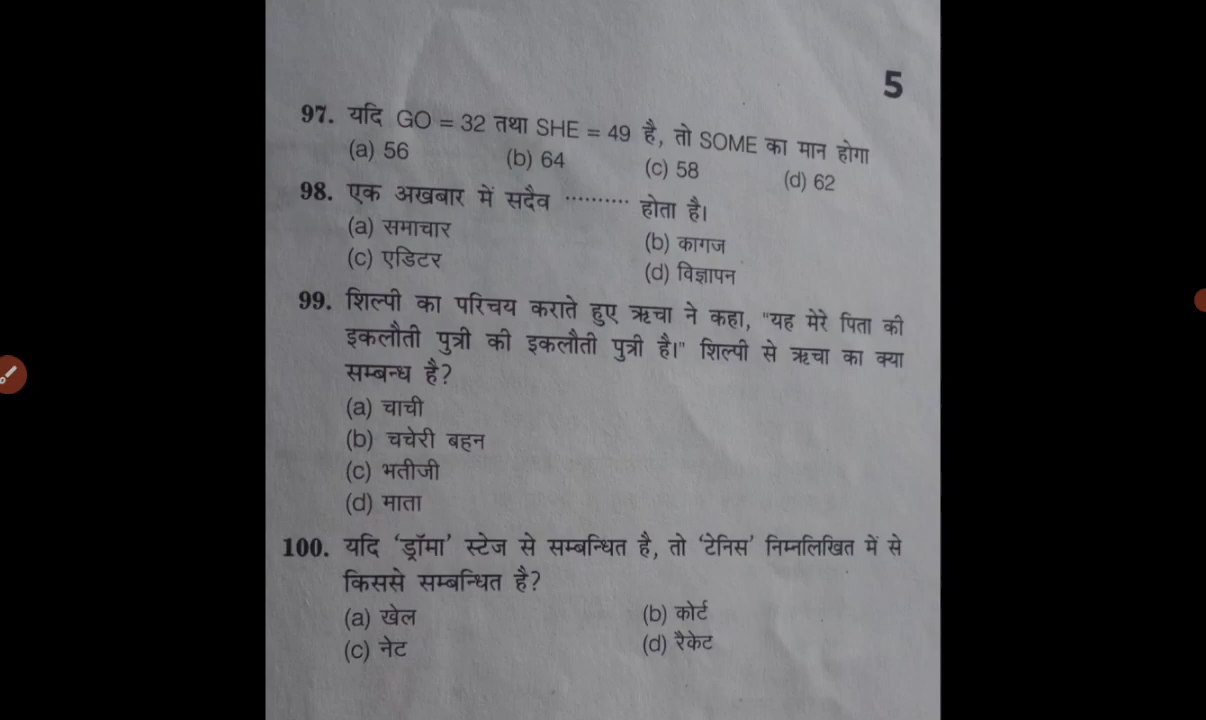 5
97. यदि GO = 32 तथा SHE = 49 है, तो SOME का मान होगा
(a) 56 (b) 64 (c) 58 (d) 62
98. एक अखबार में सदैव ·········· होता है।
(a) समाचार (b) कागज
(c) एडिटर (d) विज्ञापन
99. शिल्पी का परिचय कराते हुए ऋचा ने कहा, "यह मेरे पिता की
इकलौती पुत्री की इकलौती पुत्री है।" शिल्पी से ऋचा का क्या
सम्बन्ध है?
(a) चाची
(b) चचेरी बहन
(c) भतीजी
(d) माता
100. यदि 'ड्रॉमा' स्टेज से सम्बन्धित है, तो 'टेनिस' निम्नलिखित में से
किससे सम्बन्धित है?
(a) खेल (b) कोर्ट
(c) नेट (d) रैकेट